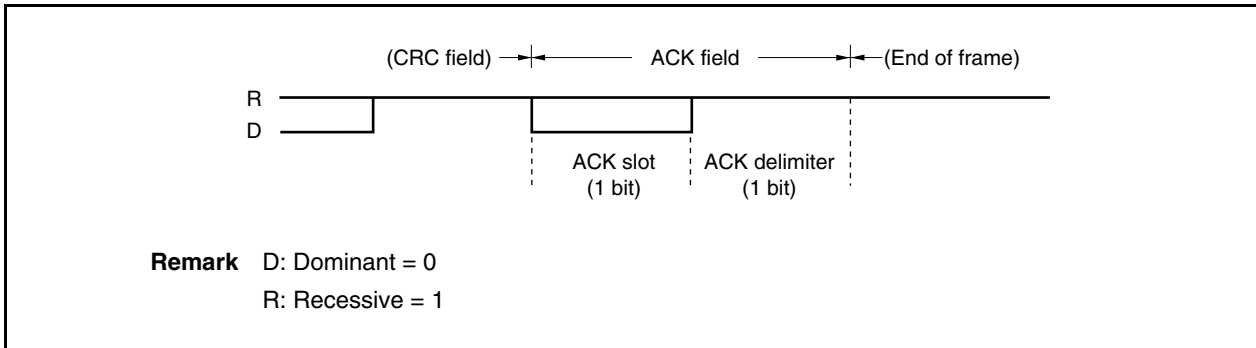 (CRC field) ACK field (End of frame)
R
D
ACK slot ACK delimiter
(1 bit) (1 bit)
Remark D: Dominant = 0
R: Recessive = 1